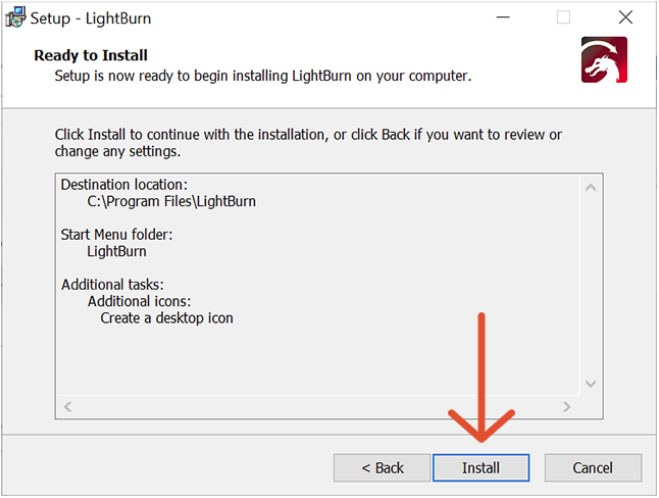 Setup - LightBurn
Ready to Install
Setup is now ready to begin installing LightBurn on your computer.
Click Install to continue with the installation, or click Back if you want to review or
change any settings.
Destination location:
C:\Program Files\LightBurn
Start Menu folder:
LightBurn
Additional tasks:
Additional icons:
Create a desktop icon
< Back
Install
Cancel